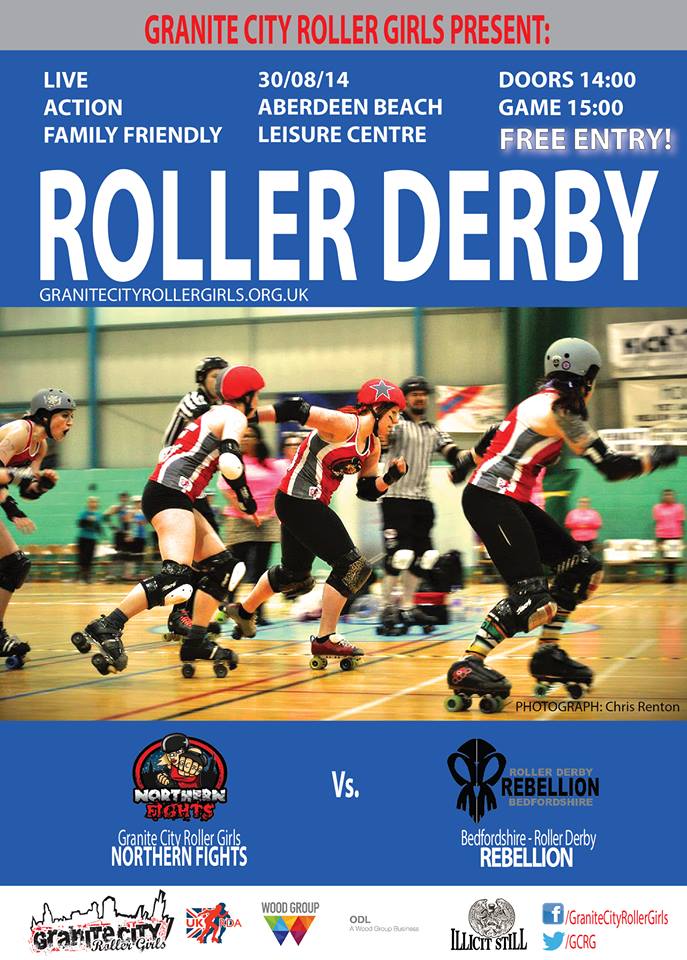 GRANITE CITY ROLLER GIRLS PRESENT:
LIVE
ACTION
FAMILY FRIENDLY
30/08/14
ABERDEEN BEACH
LEISURE CENTRE
DOORS 14:00
GAME 15:00
FREE ENTRY!
ROLLER DERBY
GRANITECITYROLLERGIRLS.ORG.UK
PHOTOGRAPH: Chris Renton
NORTHERN
FIGHTS
Granite City Roller Girls
NORTHERN FIGHTS
Vs.
ROLLER DERBY
REBELLION
BEDFORDSHIRE
Bedfordshire - Roller Derby
REBELLION
granite city
Roller Girls
UK RDA
WOOD GROUP
ODL
A Wood Group Business
ILLICIT STILL
/GraniteCityRollerGirls
/GCRG